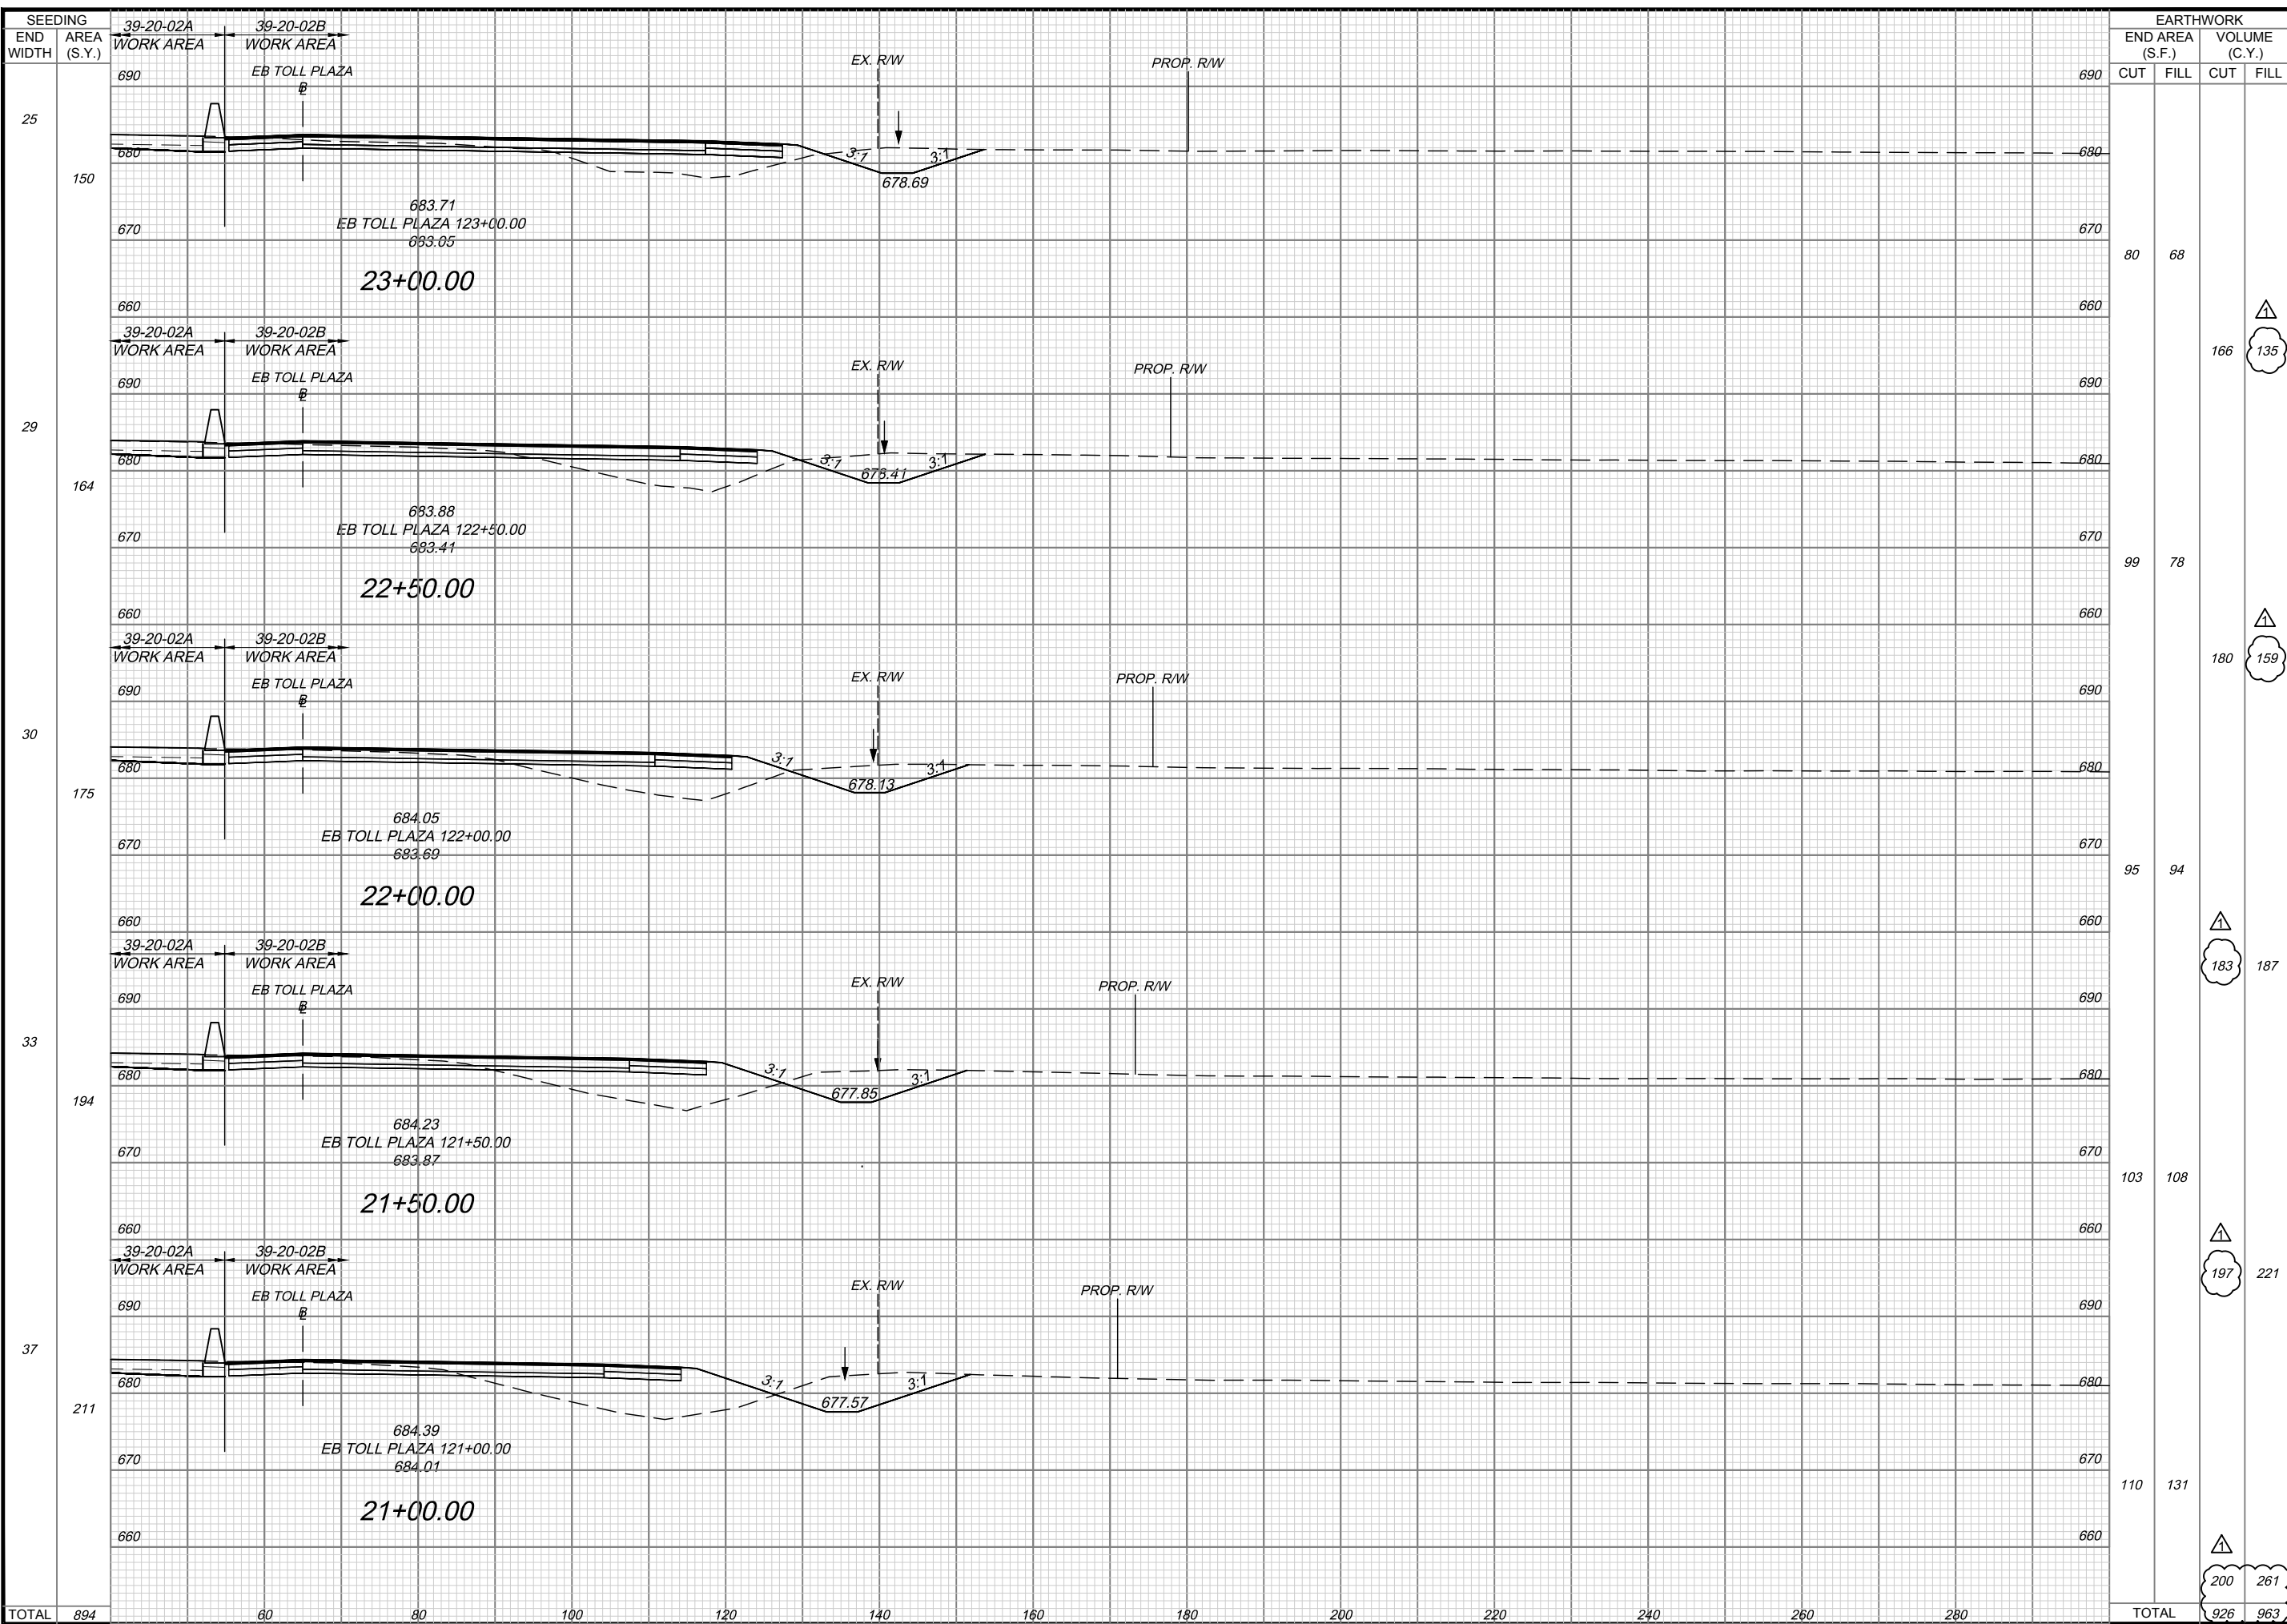 SEEDING
END WIDTH
AREA (S.Y.)
EARTHWORK
END AREA (S.F.)
VOLUME (C.Y.)
CUT FILL CUT FILL
39-20-02A 39-20-02B
WORK AREA WORK AREA
EX. R/W PROP. R/W
EB TOLL PLAZA
690 690
25
680 3:1 3:1 680
150 678.69
683.71
EB TOLL PLAZA 123+00.00
670 670
683.05
80 68
23+00.00
660 660
1
39-20-02A 39-20-02B
WORK AREA WORK AREA
166 135
EX. R/W PROP. R/W
EB TOLL PLAZA
690 690
29
680 3:1 3:1 680
678.41
164
683.88
EB TOLL PLAZA 122+50.00
670 670
683.41
99 78
22+50.00
660 660
1
39-20-02A 39-20-02B
WORK AREA WORK AREA
180 159
EX. R/W PROP. R/W
EB TOLL PLAZA
690 690
30
680 3:1 3:1 680
678.13
175
684.05
EB TOLL PLAZA 122+00.00
670 670
683.69
95 94
22+00.00
660 660
1
39-20-02A 39-20-02B
WORK AREA WORK AREA
183 187
EX. R/W PROP. R/W
EB TOLL PLAZA
690 690
33
680 3:1 3:1 680
677.85
194
684.23
EB TOLL PLAZA 121+50.00
670 670
683.87
103 108
21+50.00
660 660
1
39-20-02A 39-20-02B
WORK AREA WORK AREA
197 221
EX. R/W PROP. R/W
EB TOLL PLAZA
690 690
37
680 3:1 3:1 680
677.57
211
684.39
EB TOLL PLAZA 121+00.00
670 670
684.01
110 131
21+00.00
660 660
1
200 261
TOTAL 894 60 80 100 120 140 160 180 200 220 240 260 280 TOTAL 926 963